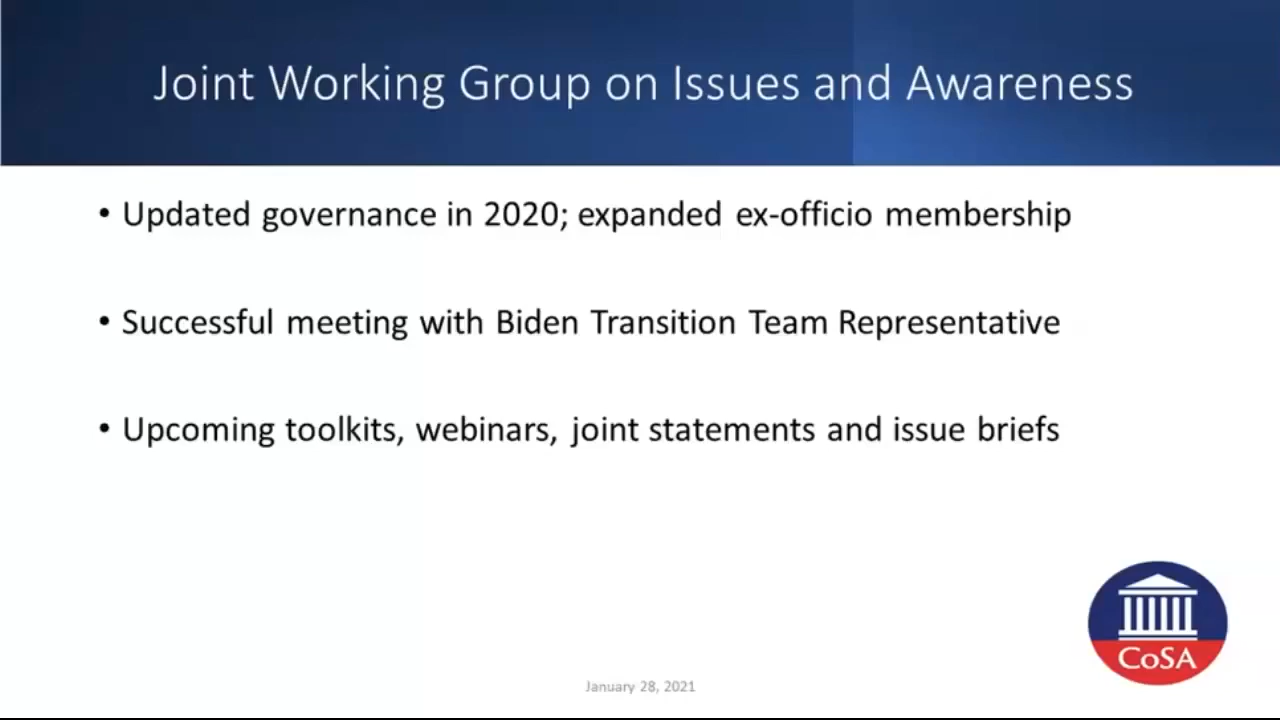 Joint Working Group on Issues and Awareness
• Updated governance in 2020; expanded ex-officio membership
• Successful meeting with Biden Transition Team Representative
• Upcoming toolkits, webinars, joint statements and issue briefs
CoSA
January 28, 2021